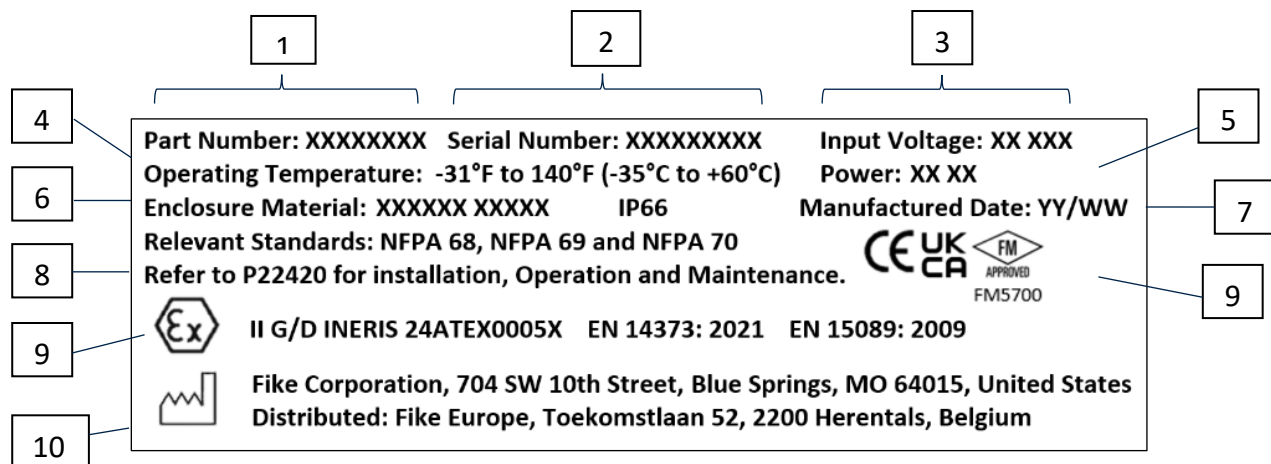 1 2 3
4 5
Part Number: XXXXXXXX Serial Number: XXXXXXXXX Input Voltage: XX XXX
Operating Temperature: -31°F to 140°F (-35°C to +60°C) Power: XX XX
6 7
Enclosure Material: XXXXXX XXXXX IP66 Manufactured Date: YY/WW
Relevant Standards: NFPA 68, NFPA 69 and NFPA 70
CE UK CA FM APPROVED
8 9
Refer to P22420 for installation, Operation and Maintenance.
FM5700
9
Ex II G/D INERIS 24ATEX0005X EN 14373: 2021 EN 15089: 2009
Fike Corporation, 704 SW 10th Street, Blue Springs, MO 64015, United States
Distributed: Fike Europe, Toekomstlaan 52, 2200 Herentals, Belgium
10